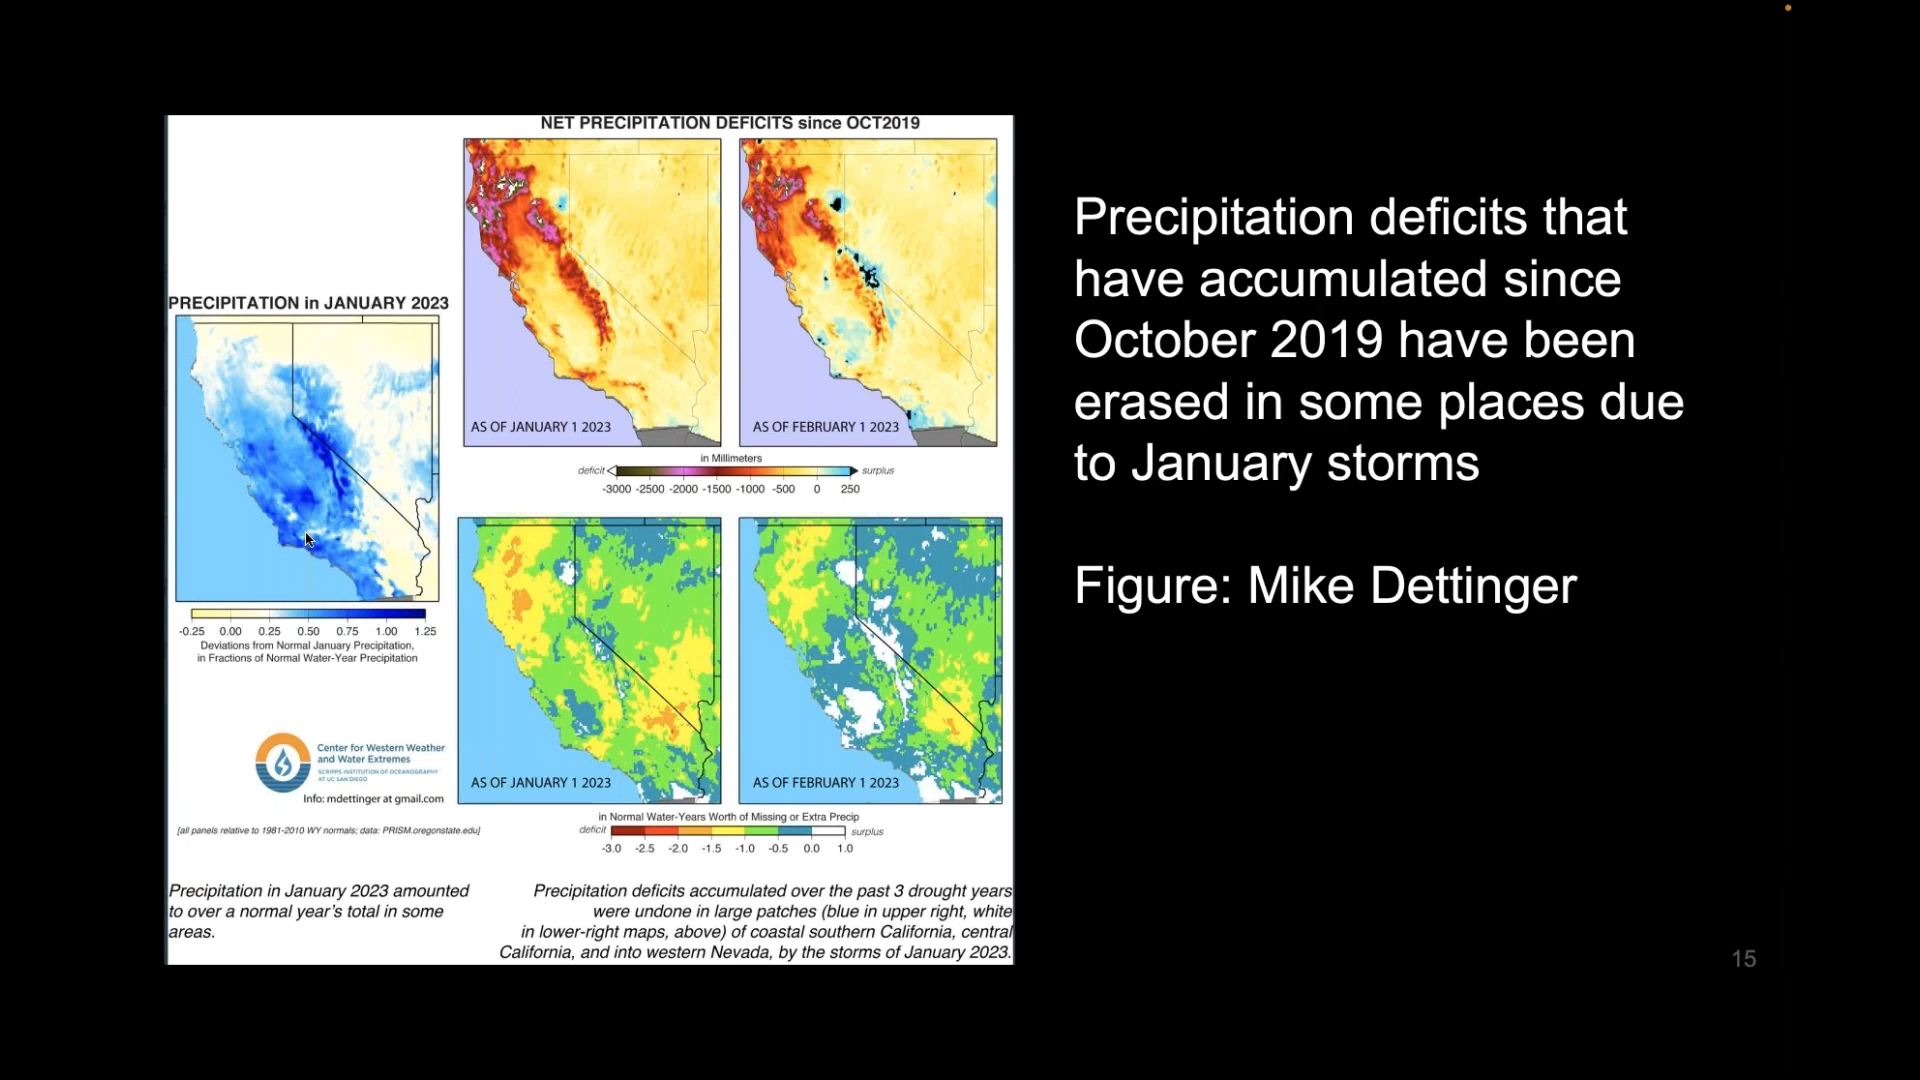 NET PRECIPITATION DEFICITS since OCT2019
AS OF JANUARY 1 2023
AS OF FEBRUARY 1 2023
in Millimeters
deficit
surplus
-3000 -2500 -2000 -1500 -1000 -500 0 250
PRECIPITATION in JANUARY 2023
-0.25 0.00 0.25 0.50 0.75 1.00 1.25
Deviations from Normal January Precipitation,
in Fractions of Normal Water-Year Precipitation
Center for Western Weather
and Water Extremes
SCRIPPS INSTITUTION OF OCEANOGRAPHY
AT UC SAN DIEGO
Info: mdettinger at gmail.com
[all panels relative to 1981-2010 WY normals; data: PRISM.oregonstate.edu]
AS OF JANUARY 1 2023
AS OF FEBRUARY 1 2023
in Normal Water-Years Worth of Missing or Extra Precip
deficit
surplus
-3.0 -2.5 -2.0 -1.5 -1.0 -0.5 0.0 1.0
Precipitation in January 2023 amounted
to over a normal year's total in some
areas.
Precipitation deficits accumulated over the past 3 drought years
were undone in large patches (blue in upper right, white
in lower-right maps, above) of coastal southern California, central
California, and into western Nevada, by the storms of January 2023.
Precipitation deficits that
have accumulated since
October 2019 have been
erased in some places due
to January storms
Figure: Mike Dettinger
15